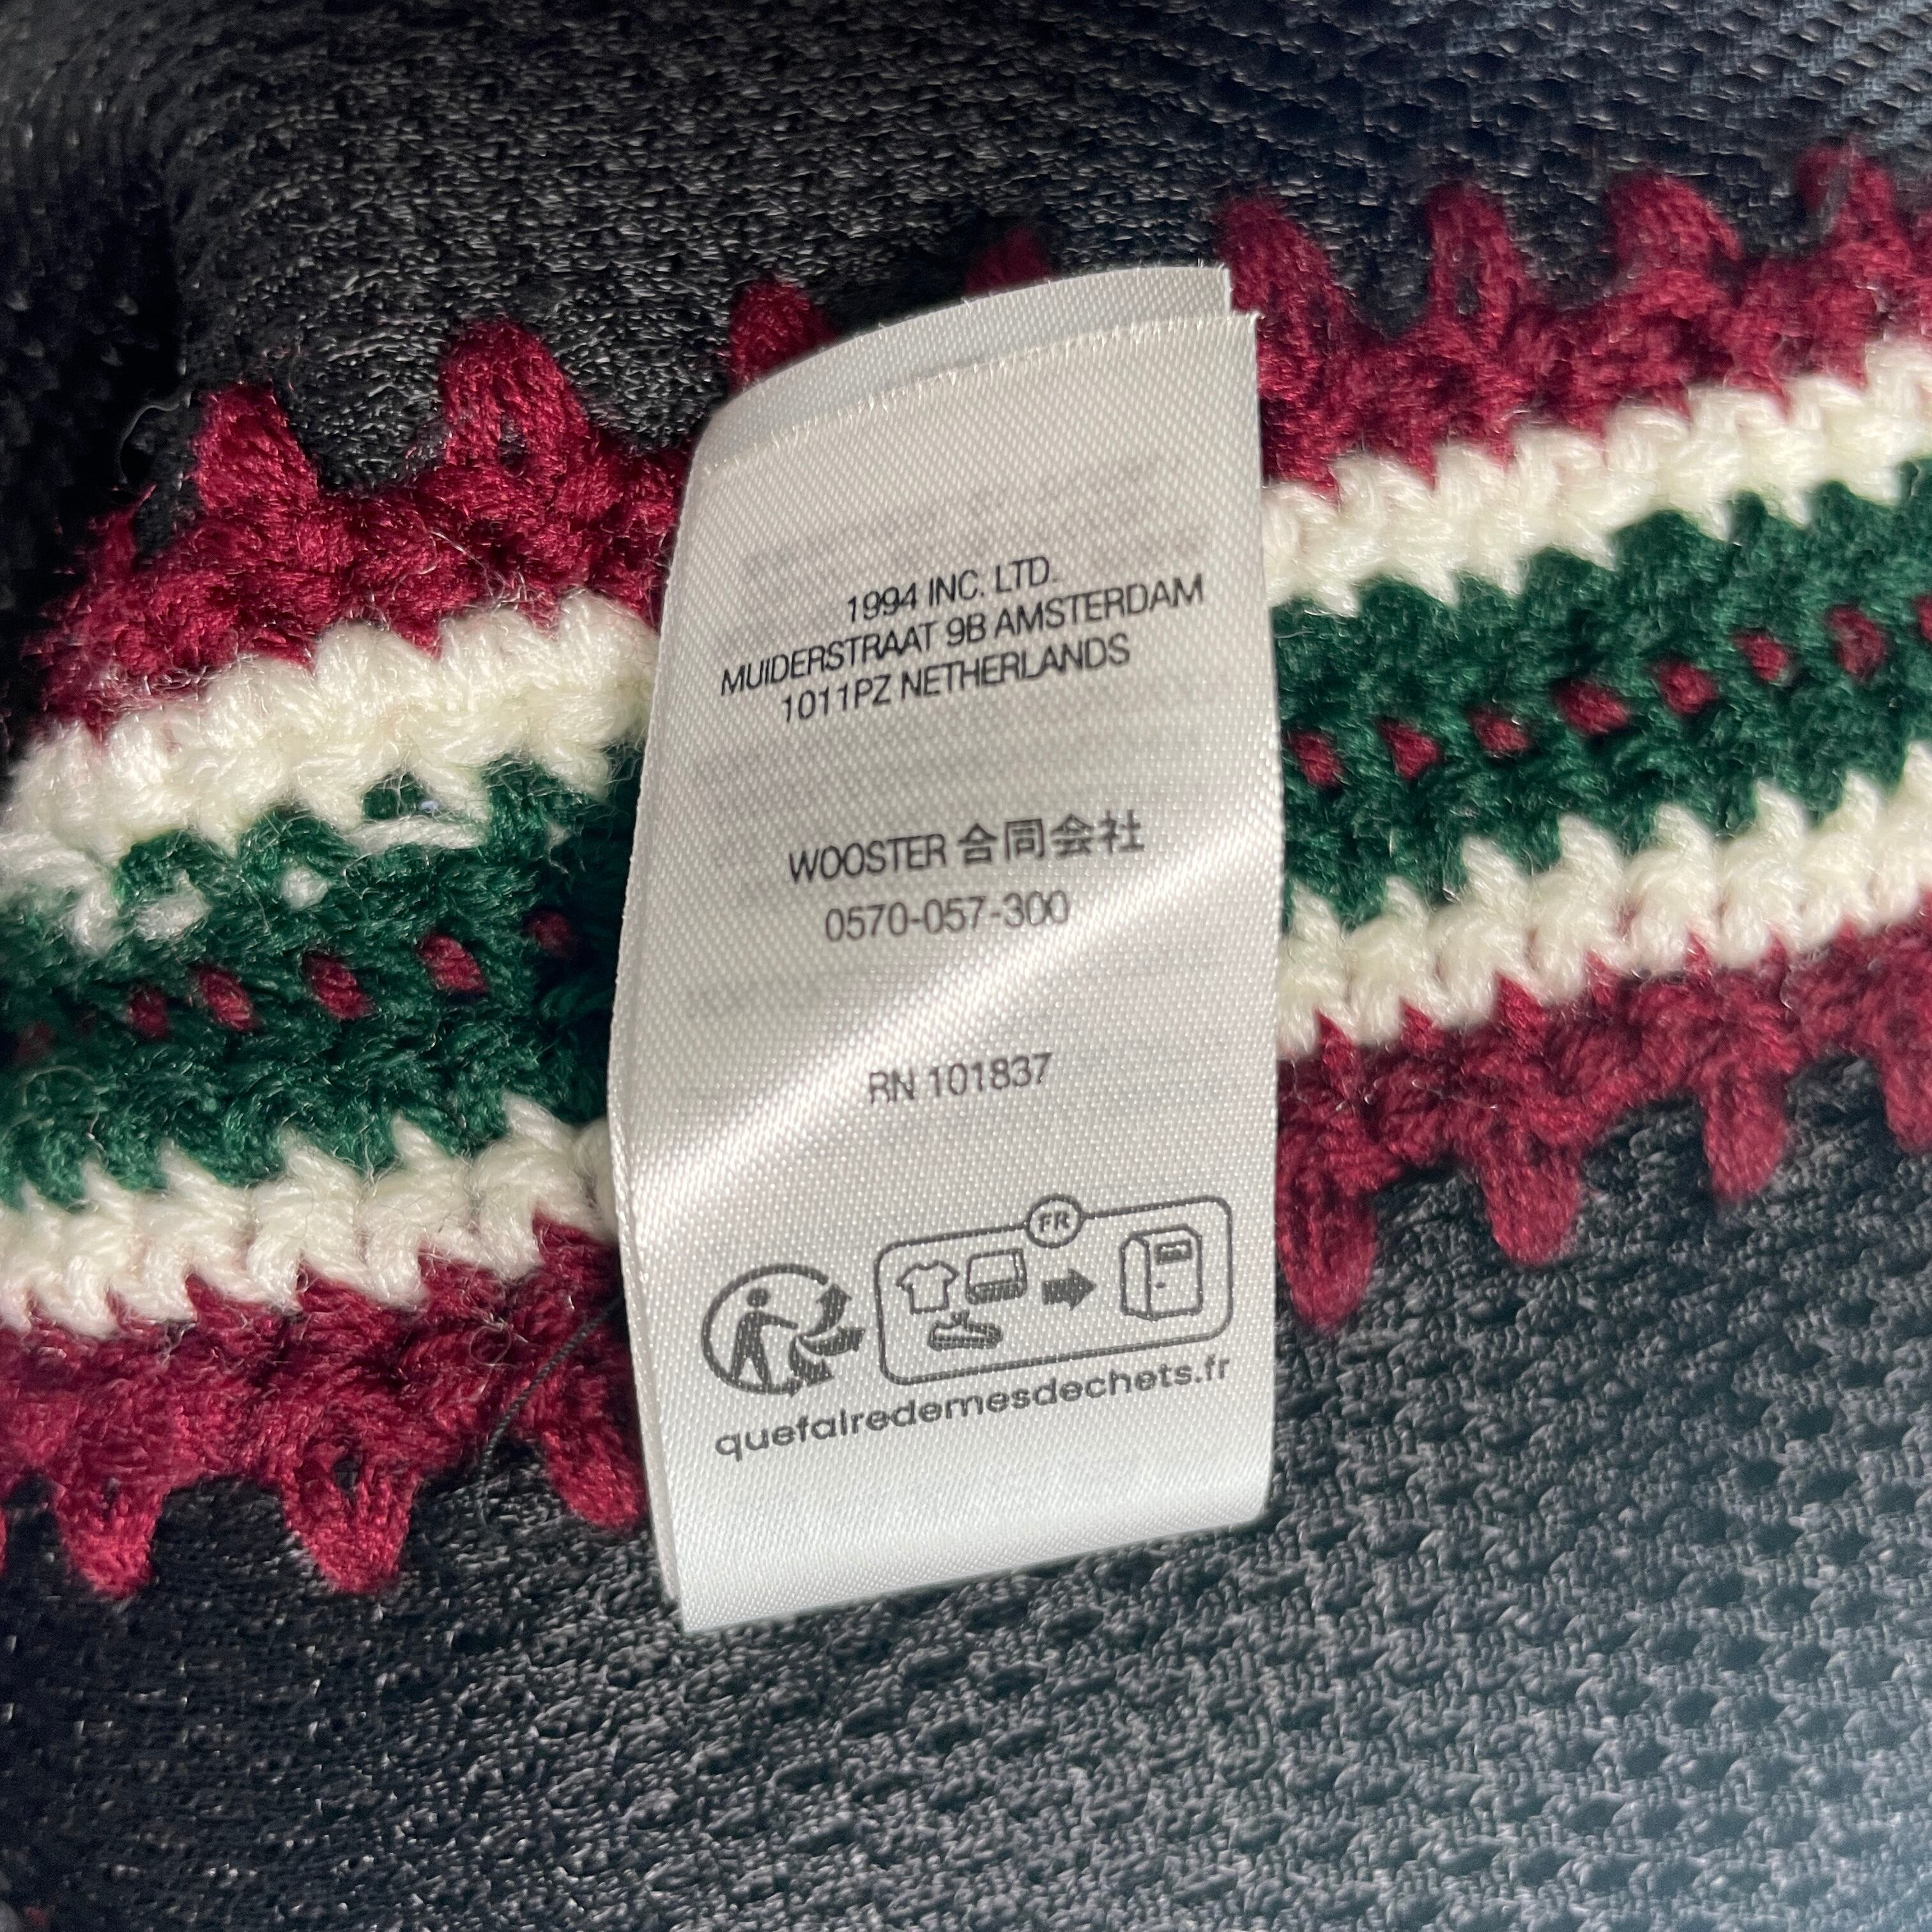 1994 INC. LTD.
MUIDERSTRAAT 9B AMSTERDAM
1011PZ NETHERLANDS
WOOSTER 合同会社
0570-057-300
RN 101837
FR
quefairedemesdechets.fr